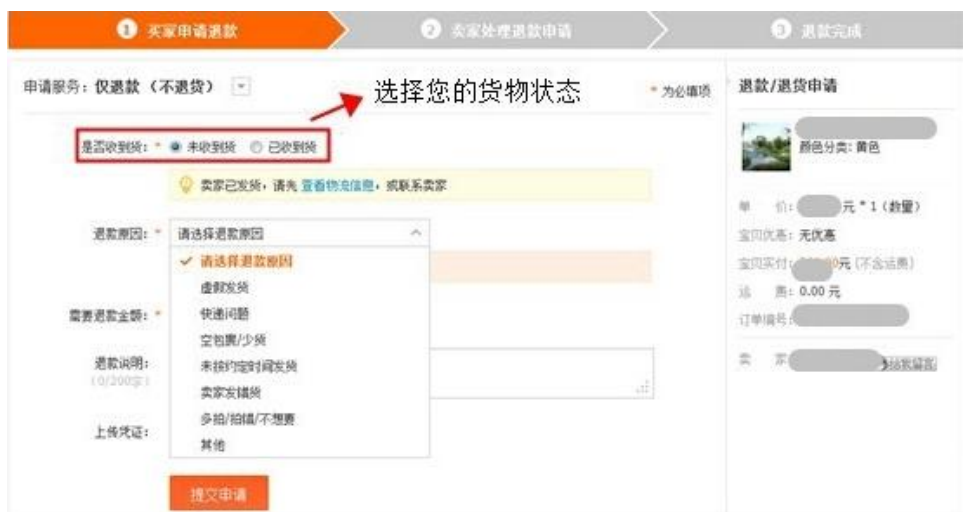 1 买家申请退款
2 卖家处理退款申请
3 退款完成
申请服务: 仅退款 (不退货)
选择您的货物状态
* 为必填项
是否收到货: * 未收到货 已收到货
卖家已发货,请先 查看物流信息,或联系卖家
退款原因: * 请选择退款原因
请选择退款原因
虚假发货
快递问题
空包裹/少货
未按约定时间发货
卖家发错货
多拍/拍错/不想要
其他
需要退款金额: *
退款说明:
(0/200字)
上传凭证:
提交申请
退款/退货申请
颜色分类: 黄色
单 价: 元 * 1 (数量)
宝贝优惠: 无优惠
宝贝实付: 0元 (不含运费)
运 费: 0.00 元
订单编号:
卖 家
给我留言